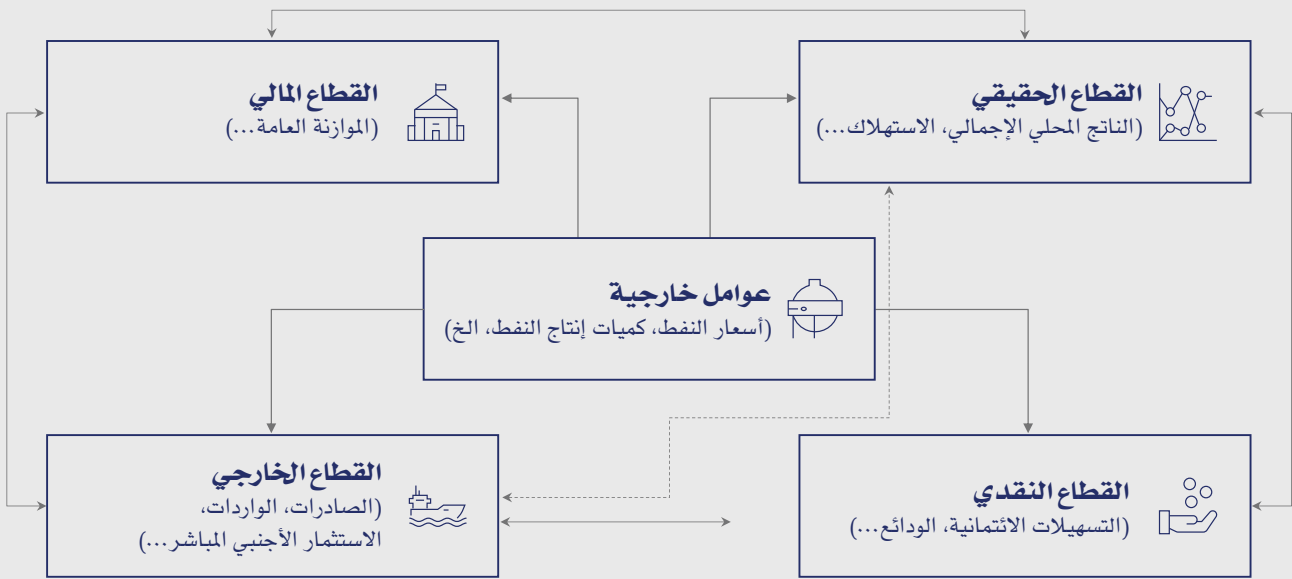 القطاع الحقيقي
(الناتج المحلي الإجمالي، الاستهلاك...)
القطاع المالي
(الموازنة العامة...)
عوامل خارجية
(أسعار النفط، كميات إنتاج النفط، الخ)
القطاع النقدي
(التسهيلات الائتمانية، الودائع...)
القطاع الخارجي
(الصادرات، الواردات،
الاستثمار الأجنبي المباشر...)